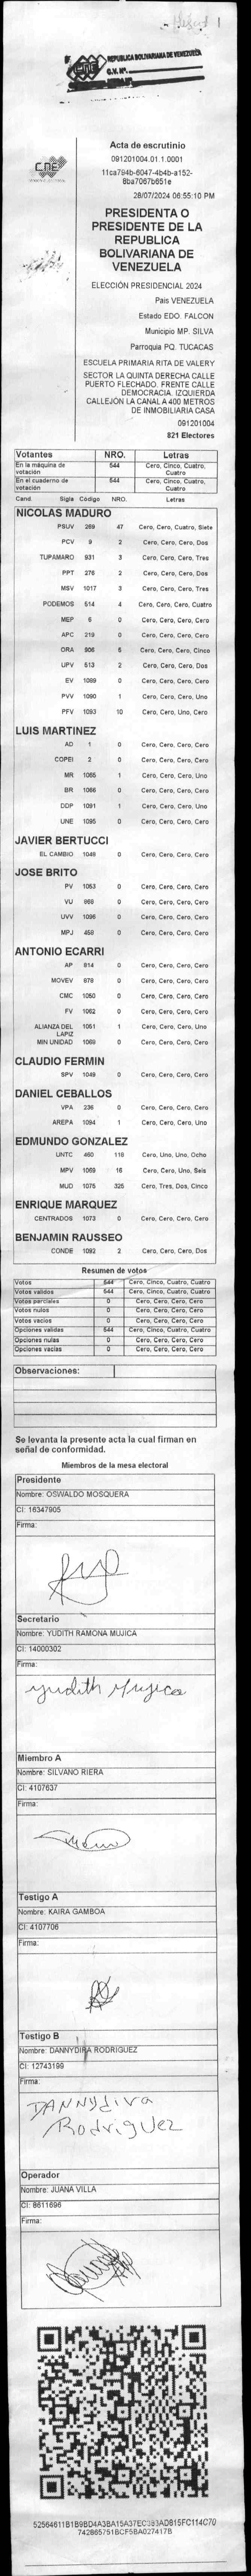 REPUBLICA BOLIVARIANA DE VENEZUELA
CNE
G.V. Nº
CNE
Acta de escrutinio
091201004.01.1.0001
11ca794b-6047-4b4b-a152-
8ba7067b651e
28/07/2024 06:55:10 PM
PRESIDENTA O
PRESIDENTE DE LA
REPUBLICA
BOLIVARIANA DE
VENEZUELA
ELECCIÓN PRESIDENCIAL 2024
Pais VENEZUELA
Estado EDO. FALCON
Municipio MP. SILVA
Parroquia PQ. TUCACAS
ESCUELA PRIMARIA RITA DE VALERY
SECTOR LA QUINTA DERECHA CALLE
PUERTO FLECHADO. FRENTE CALLE
DEMOCRACIA. IZQUIERDA
CALLEJÓN LA CANAL A 400 METROS
DE INMOBILIARIA CASA
091201004
821 Electores
Votantes NRO. Letras
En la máquina de votación 544 Cero, Cinco, Cuatro, Cuatro
En el cuaderno de votación 544 Cero, Cinco, Cuatro, Cuatro
Cand. Sigla Código NRO. Letras
NICOLAS MADURO
PSUV 269 47 Cero, Cero, Cuatro, Siete
PCV 9 2 Cero, Cero, Cero, Dos
TUPAMARO 931 3 Cero, Cero, Cero, Tres
PPT 276 2 Cero, Cero, Cero, Dos
MSV 1017 3 Cero, Cero, Cero, Tres
PODEMOS 514 4 Cero, Cero, Cero, Cuatro
MEP 6 0 Cero, Cero, Cero, Cero
APC 219 0 Cero, Cero, Cero, Cero
ORA 906 5 Cero, Cero, Cero, Cinco
UPV 513 2 Cero, Cero, Cero, Dos
EV 1089 0 Cero, Cero, Cero, Cero
PVV 1090 1 Cero, Cero, Cero, Uno
PFV 1093 10 Cero, Cero, Uno, Cero
LUIS MARTINEZ
AD 1 0 Cero, Cero, Cero, Cero
COPEI 2 0 Cero, Cero, Cero, Cero
MR 1065 1 Cero, Cero, Cero, Uno
BR 1066 0 Cero, Cero, Cero, Cero
DDP 1091 1 Cero, Cero, Cero, Uno
UNE 1095 0 Cero, Cero, Cero, Cero
JAVIER BERTUCCI
EL CAMBIO 1048 0 Cero, Cero, Cero, Cero
JOSE BRITO
PV 1053 0 Cero, Cero, Cero, Cero
VU 868 0 Cero, Cero, Cero, Cero
UVV 1096 0 Cero, Cero, Cero, Cero
MPJ 458 0 Cero, Cero, Cero, Cero
ANTONIO ECARRI
AP 814 0 Cero, Cero, Cero, Cero
MOVEV 878 0 Cero, Cero, Cero, Cero
CMC 1050 0 Cero, Cero, Cero, Cero
FV 1062 0 Cero, Cero, Cero, Cero
ALIANZA DEL LAPIZ 1051 1 Cero, Cero, Cero, Uno
MIN UNIDAD 1069 0 Cero, Cero, Cero, Cero
CLAUDIO FERMIN
SPV 1049 0 Cero, Cero, Cero, Cero
DANIEL CEBALLOS
VPA 236 0 Cero, Cero, Cero, Cero
AREPA 1094 1 Cero, Cero, Cero, Uno
EDMUNDO GONZALEZ
UNTC 460 118 Cero, Uno, Uno, Ocho
MPV 1069 16 Cero, Cero, Uno, Seis
MUD 1075 325 Cero, Tres, Dos, Cinco
ENRIQUE MARQUEZ
CENTRADOS 1073 0 Cero, Cero, Cero, Cero
BENJAMIN RAUSSEO
CONDE 1092 2 Cero, Cero, Cero, Dos
Resumen de votos
Votos 544 Cero, Cinco, Cuatro, Cuatro
Votos validos 544 Cero, Cinco, Cuatro, Cuatro
Votos parciales 0 Cero, Cero, Cero, Cero
Votos nulos 0 Cero, Cero, Cero, Cero
Votos vacios 0 Cero, Cero, Cero, Cero
Opciones validas 544 Cero, Cinco, Cuatro, Cuatro
Opciones nulas 0 Cero, Cero, Cero, Cero
Opciones vacias 0 Cero, Cero, Cero, Cero
Observaciones:
Se levanta la presente acta la cual firman en
señal de conformidad.
Miembros de la mesa electoral
Presidente
Nombre: OSWALDO MOSQUERA
CI: 16347905
Firma:
Secretario
Nombre: YUDITH RAMONA MUJICA
CI: 14000302
Firma:
Yudith Mujica
Miembro A
Nombre: SILVANO RIERA
CI: 4107637
Firma:
Testigo A
Nombre: KAIRA GAMBOA
CI: 4107706
Firma:
Testigo B
Nombre: DANNYDIRA RODRIGUEZ
CI: 12743199
Firma:
DANNYdiva
Rodriguez
Operador
Nombre: JUANA VILLA
CI: 8611696
Firma:
52564611B1B9BD4A3BA15A37EC383AD815FC114C70
742865751BCF5BA027417B